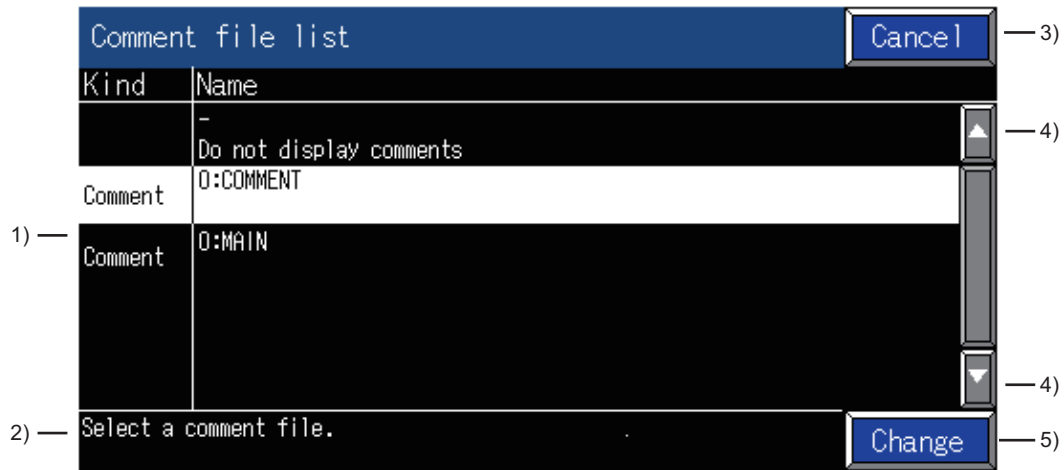 Comment file list
Cancel
3)
Kind Name
-
Do not display comments
4)
Comment 0:COMMENT
1)
Comment 0:MAIN
4)
2)
Select a comment file.
Change
5)